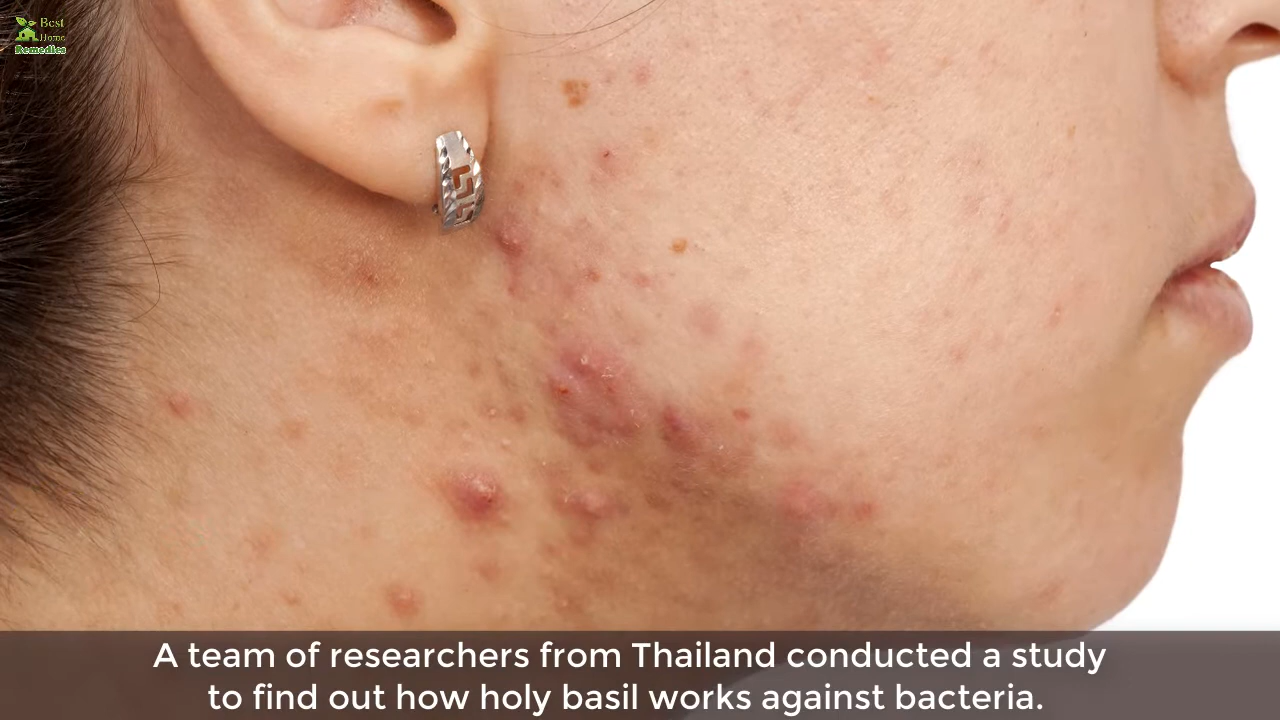 Best
Home
Remedies
A team of researchers from Thailand conducted a study
to find out how holy basil works against bacteria.